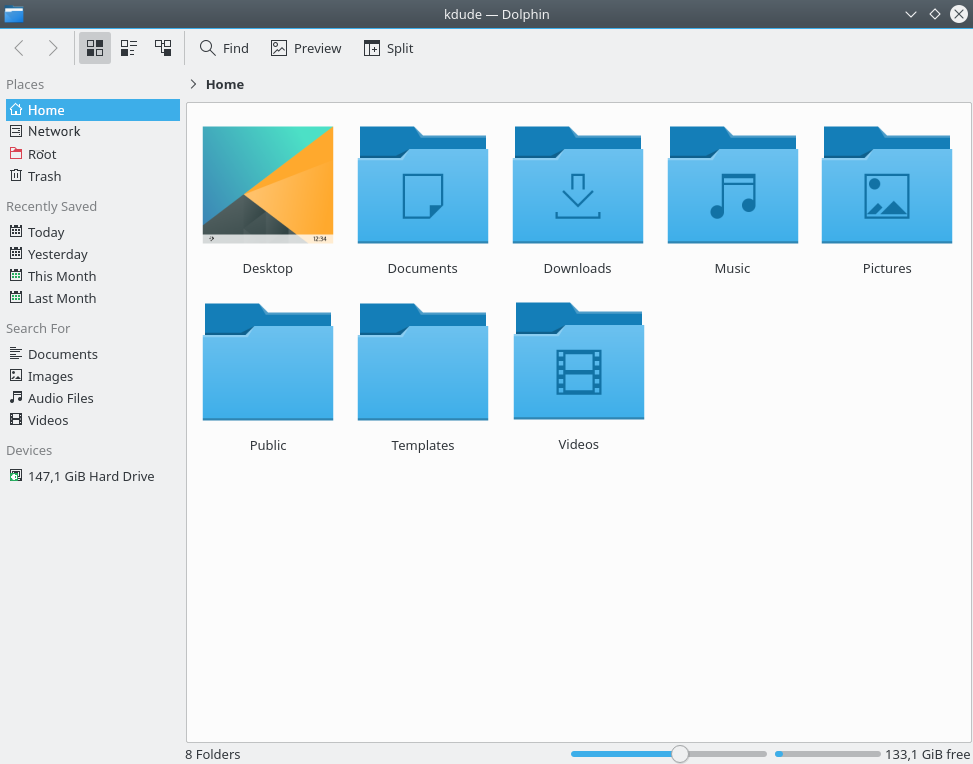 kdude — Dolphin
Find Preview Split
Places
Home
Network
Root
Trash
Recently Saved
Today
Yesterday
This Month
Last Month
Search For
Documents
Images
Audio Files
Videos
Devices
147,1 GiB Hard Drive
Home
12:34
Desktop Documents Downloads Music Pictures
Public Templates Videos
8 Folders 133,1 GiB free